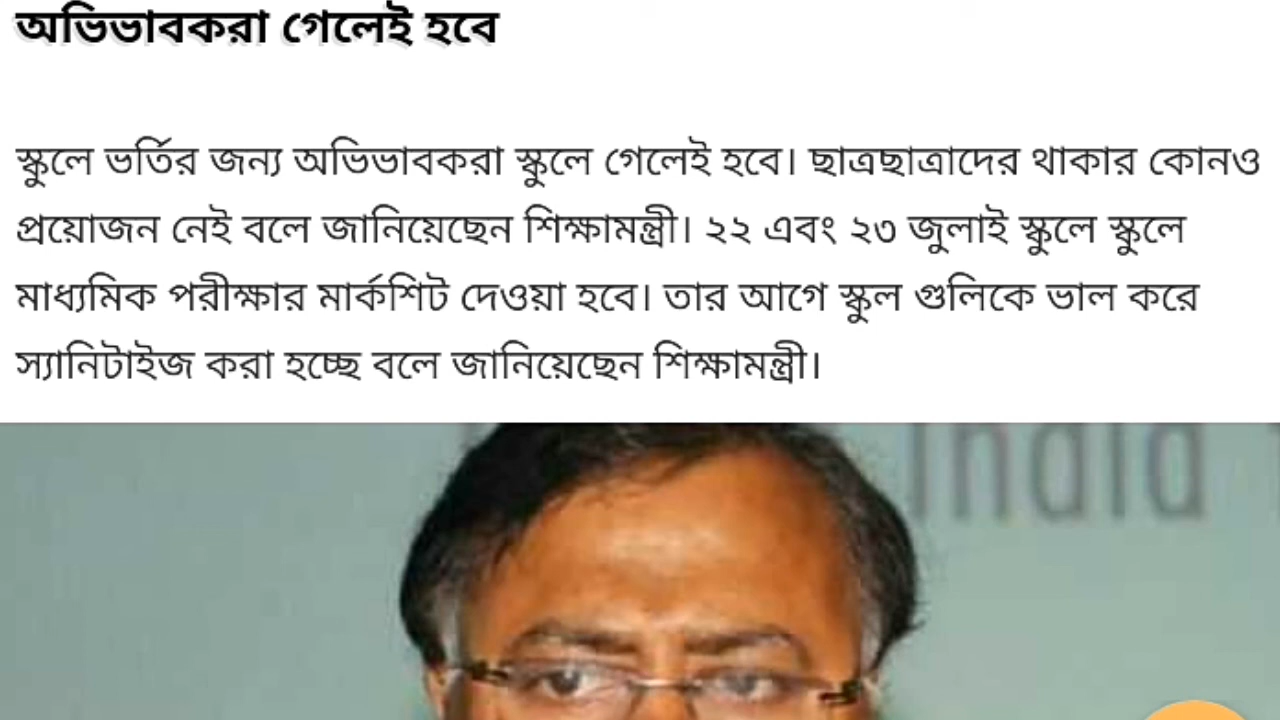 অভিভাবকরা গেলেই হবে
স্কুলে ভর্তির জন্য অভিভাবকরা স্কুলে গেলেই হবে। ছাত্রছাত্রাদের থাকার কোনও
প্রয়োজন নেই বলে জানিয়েছেন শিক্ষামন্ত্রী। ২২ এবং ২৩ জুলাই স্কুলে স্কুলে
মাধ্যমিক পরীক্ষার মার্কশিট দেওয়া হবে। তার আগে স্কুল গুলিকে ভাল করে
স্যানিটাইজ করা হচ্ছে বলে জানিয়েছেন শিক্ষামন্ত্রী।
India